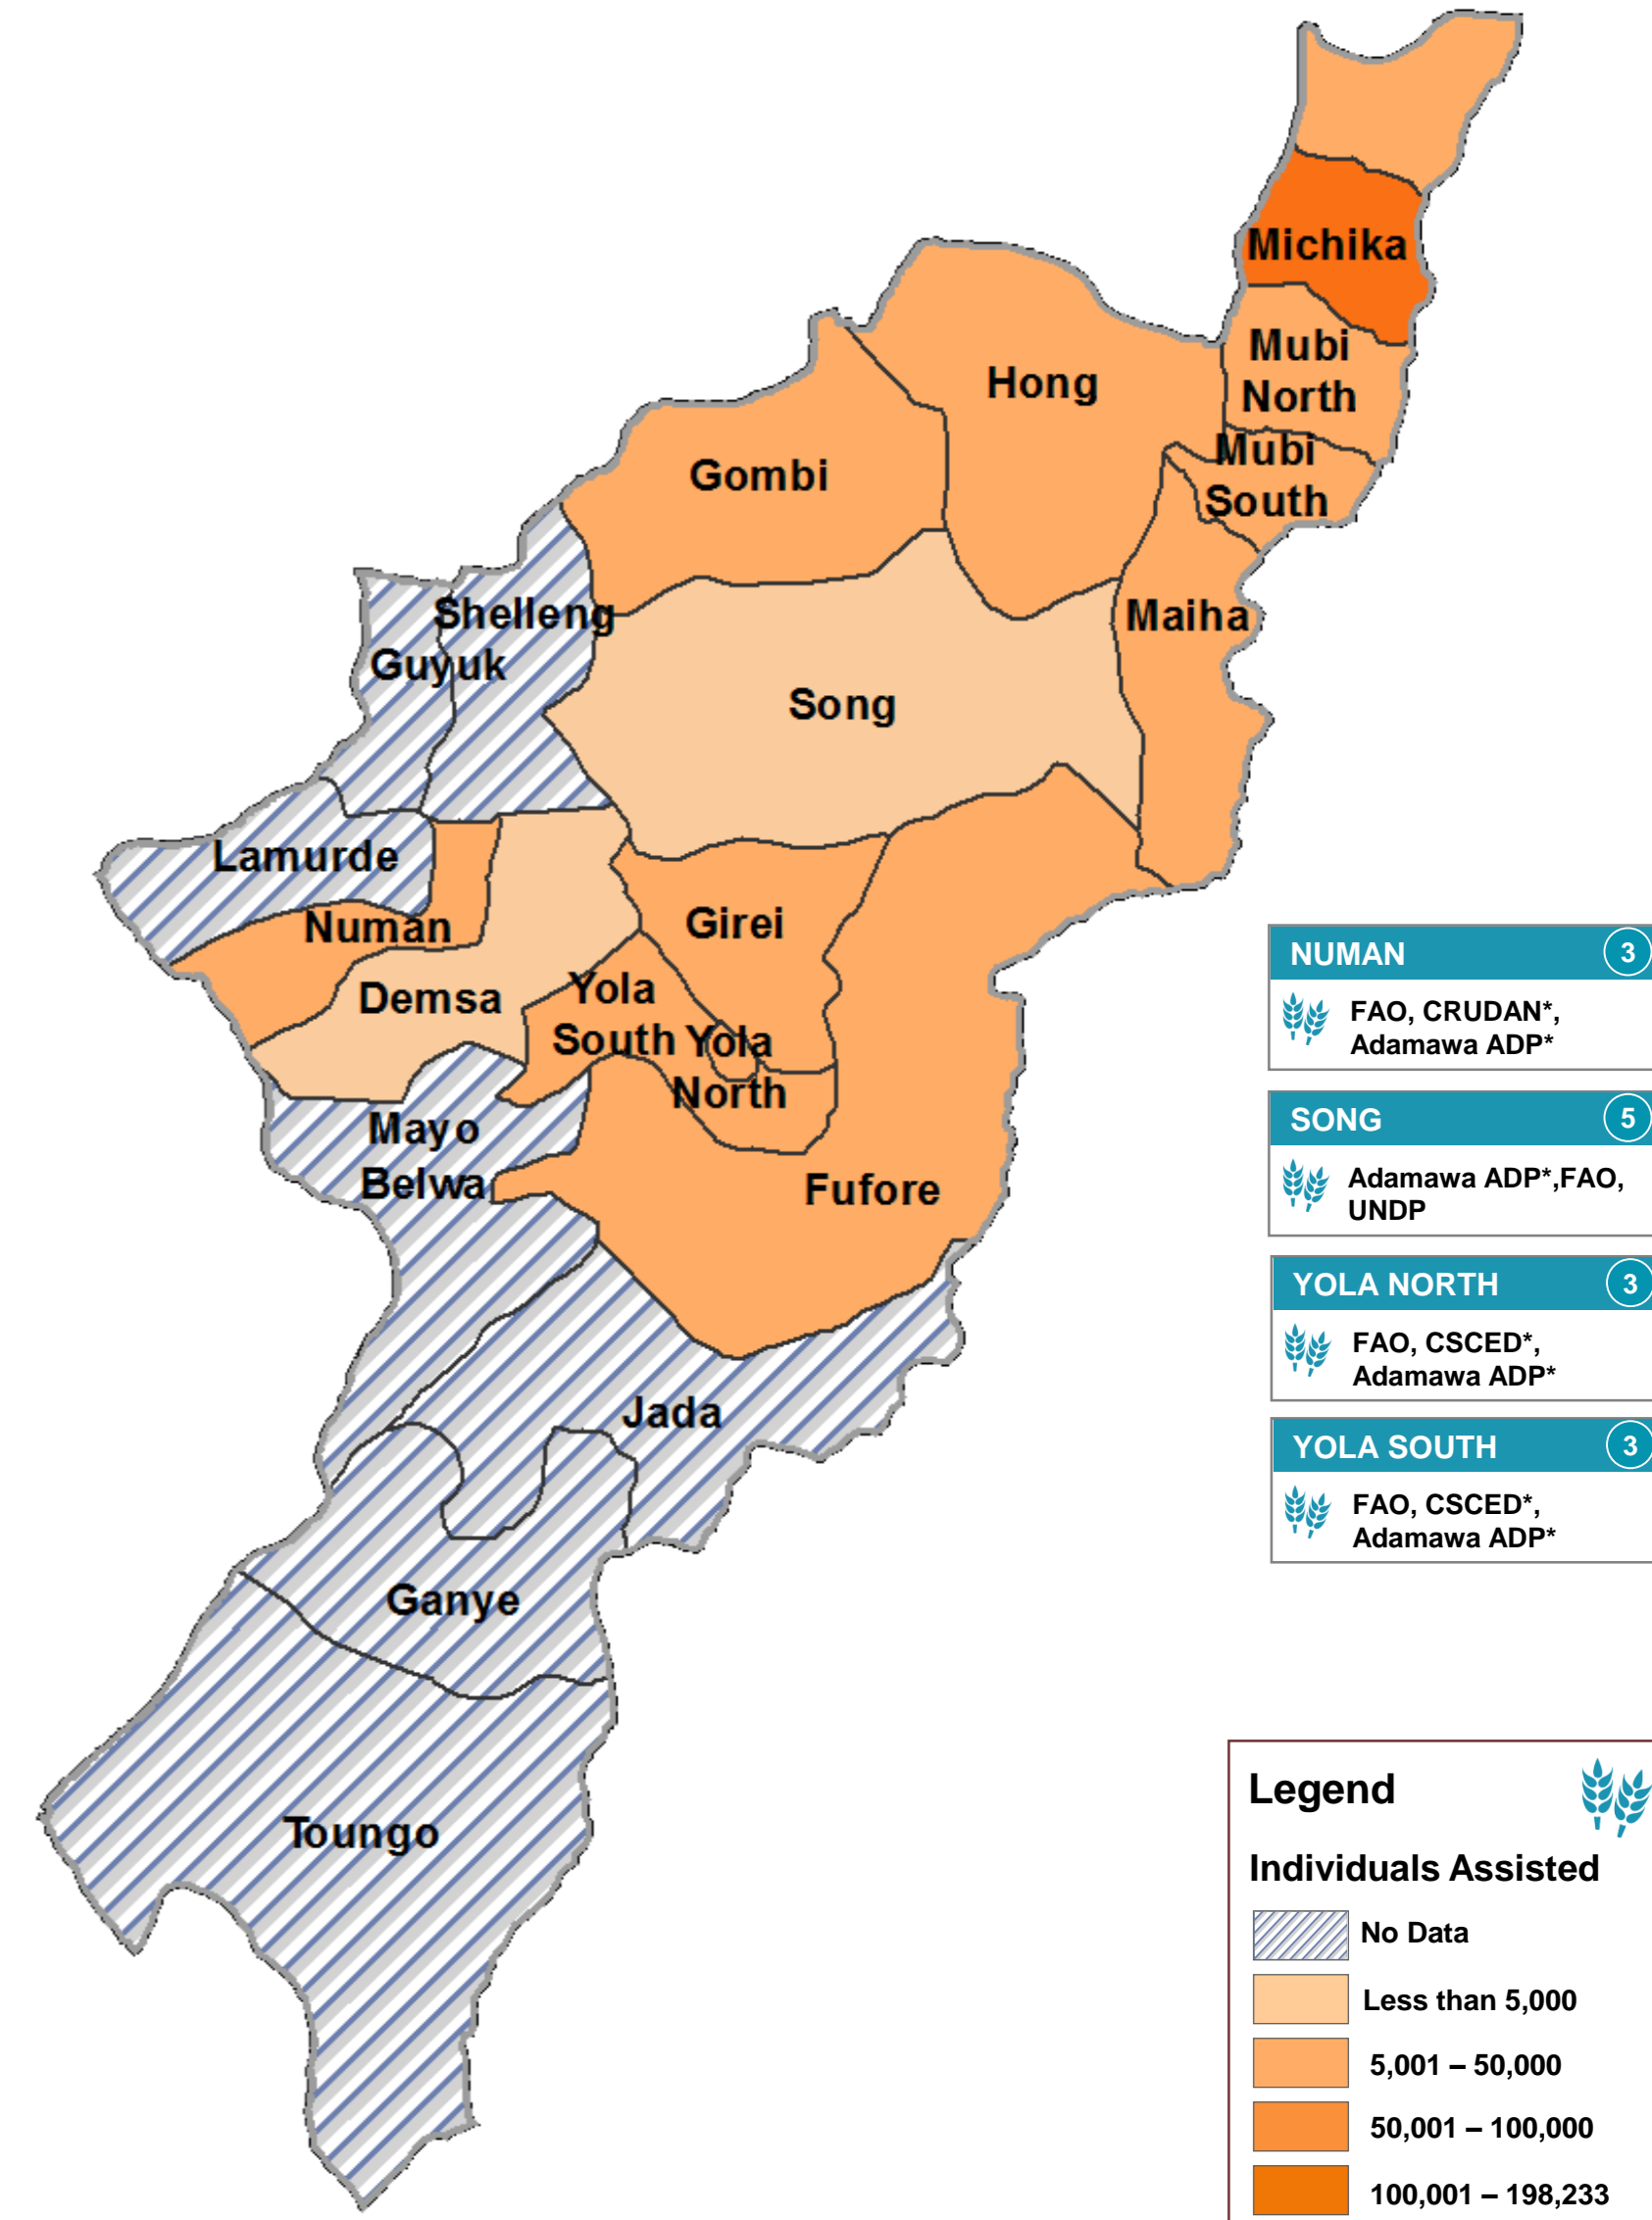 Michika
Mubi
North
Hong
Mubi
South
Gombi
Shelleng
Maiha
Guyuk
Song
Lamurde
Numan
Girei
Demsa
Yola
South
Yola
North
Mayo
Belwa
Fufore
Jada
Ganye
Toungo
NUMAN 3
FAO, CRUDAN*,
Adamawa ADP*
SONG 5
Adamawa ADP*,FAO,
UNDP
YOLA NORTH 3
FAO, CSCED*,
Adamawa ADP*
YOLA SOUTH 3
FAO, CSCED*,
Adamawa ADP*
Legend
Individuals Assisted
No Data
Less than 5,000
5,001 – 50,000
50,001 – 100,000
100,001 – 198,233